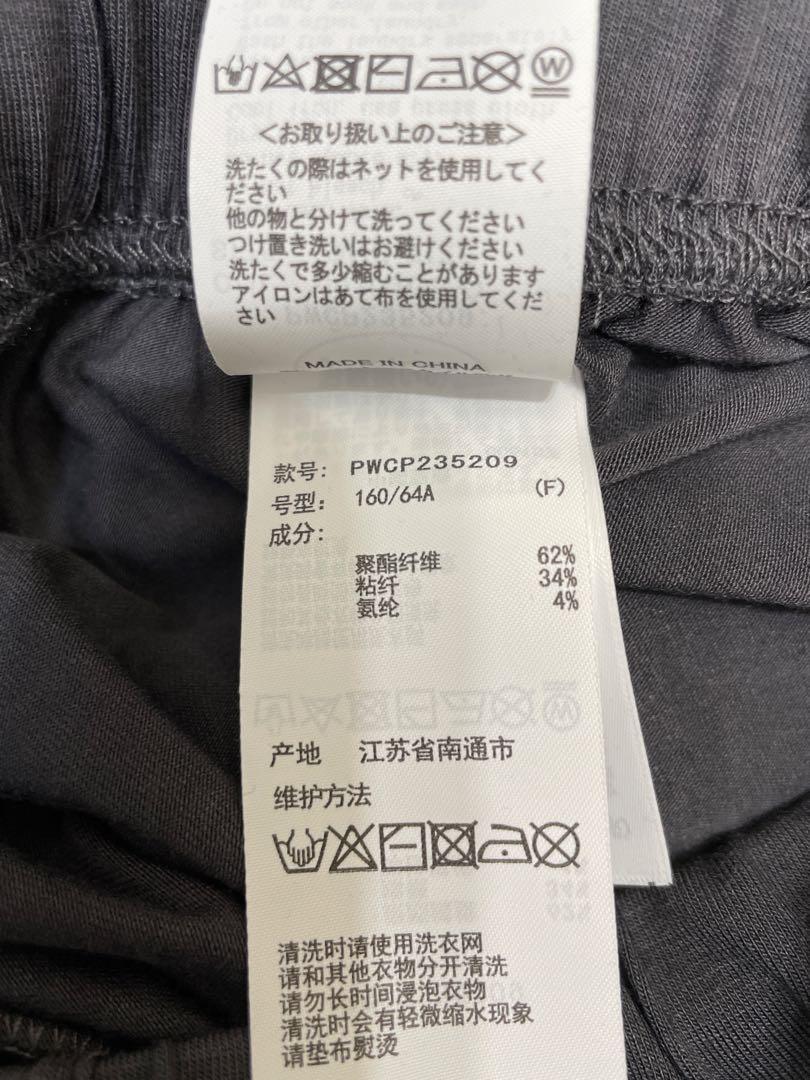 <お取り扱い上のご注意>
洗たくの際はネットを使用してく
ださい
他の物と分けて洗ってください
つけ置き洗いはお避けください
洗たくで多少縮むことがあります
アイロンはあて布を使用してくだ
さい
MADE IN CHINA
款号: PWCP235209
号型: 160/64A (F)
成分:
聚酯纤维 62%
粘纤 34%
氨纶 4%
产地 江苏省南通市
维护方法
清洗时请使用洗衣网
请和其他衣物分开清洗
请勿长时间浸泡衣物
清洗时会有轻微缩水现象
请垫布熨烫